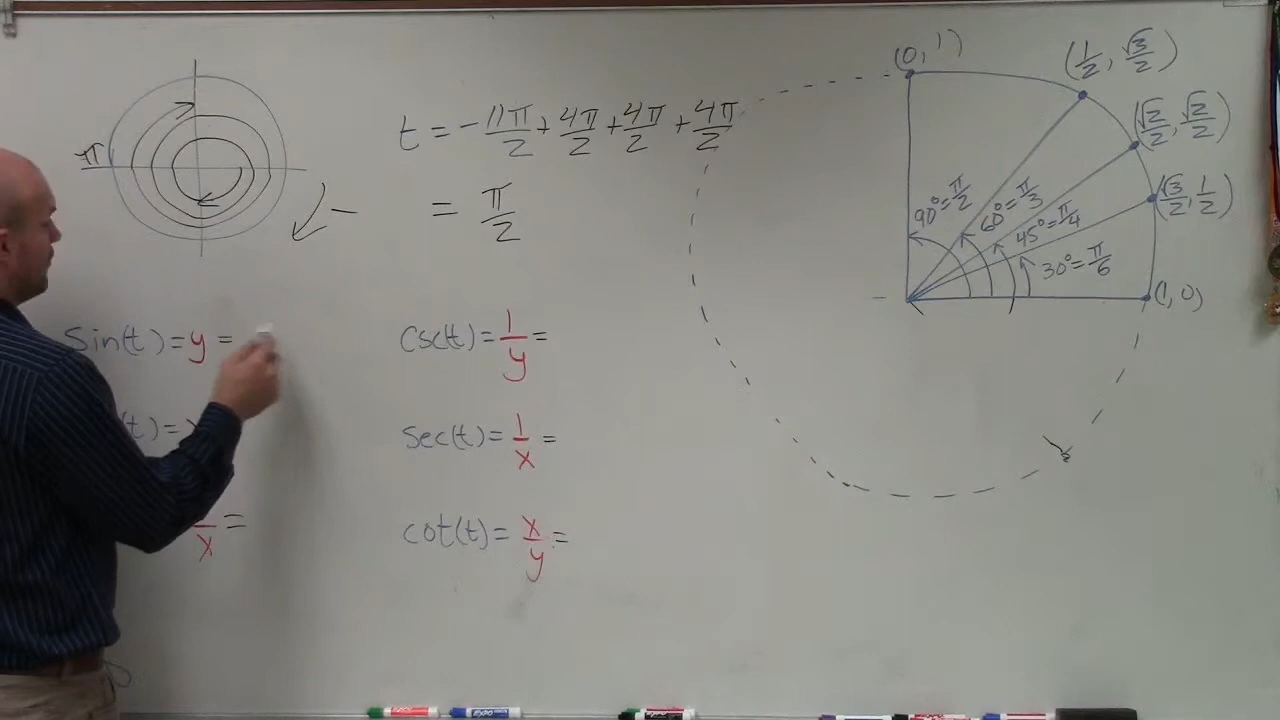 t = -11π/2 + 4π/2 + 4π/2 + 4π/2
= π/2
π
-
Sin(t) = y =
(t) =
/x =
Csc(t) = 1/y =
Sec(t) = 1/x =
cot(t) = x/y =
(0, 1)
(1/2, √3/2)
(√2/2, √2/2)
(√3/2, 1/2)
(1, 0)
90° = π/2
60° = π/3
45° = π/4
30° = π/6